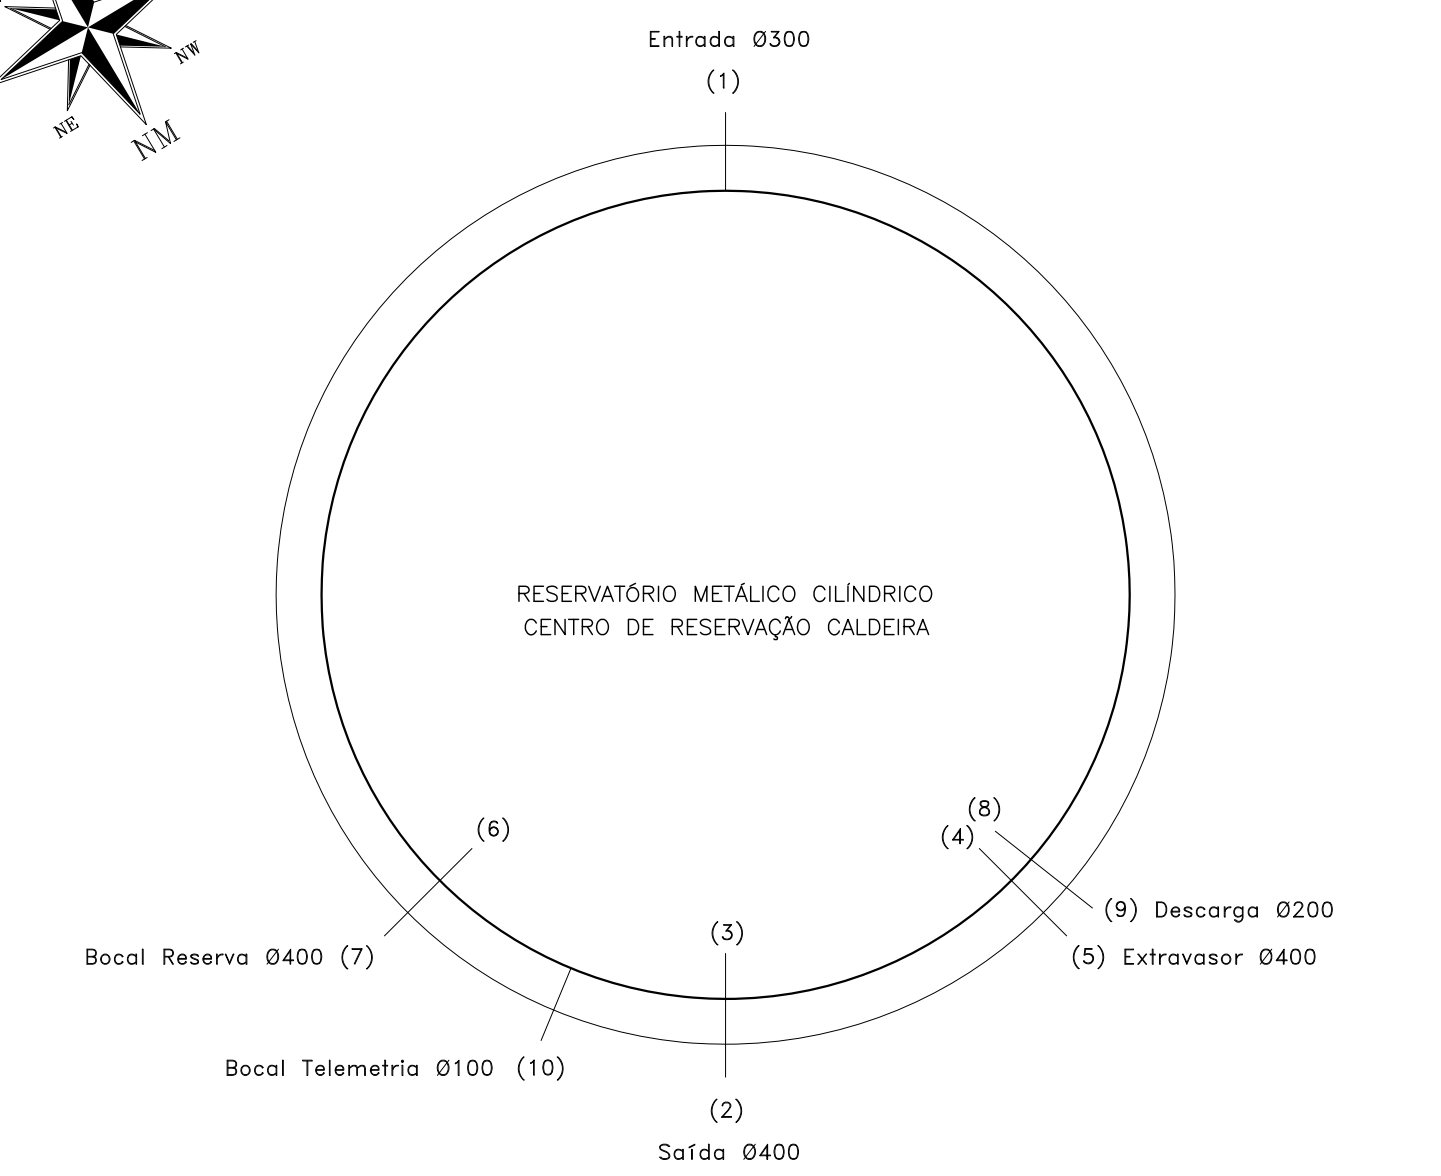 Entrada Ø300
(1)
NW
NE
NM
RESERVATÓRIO METÁLICO CILÍNDRICO
CENTRO DE RESERVAÇÃO CALDEIRA
(8)
(6)
(4)
(9) Descarga Ø200
(3)
Bocal Reserva Ø400 (7)
(5) Extravasor Ø400
Bocal Telemetria Ø100 (10)
(2)
Saída Ø400